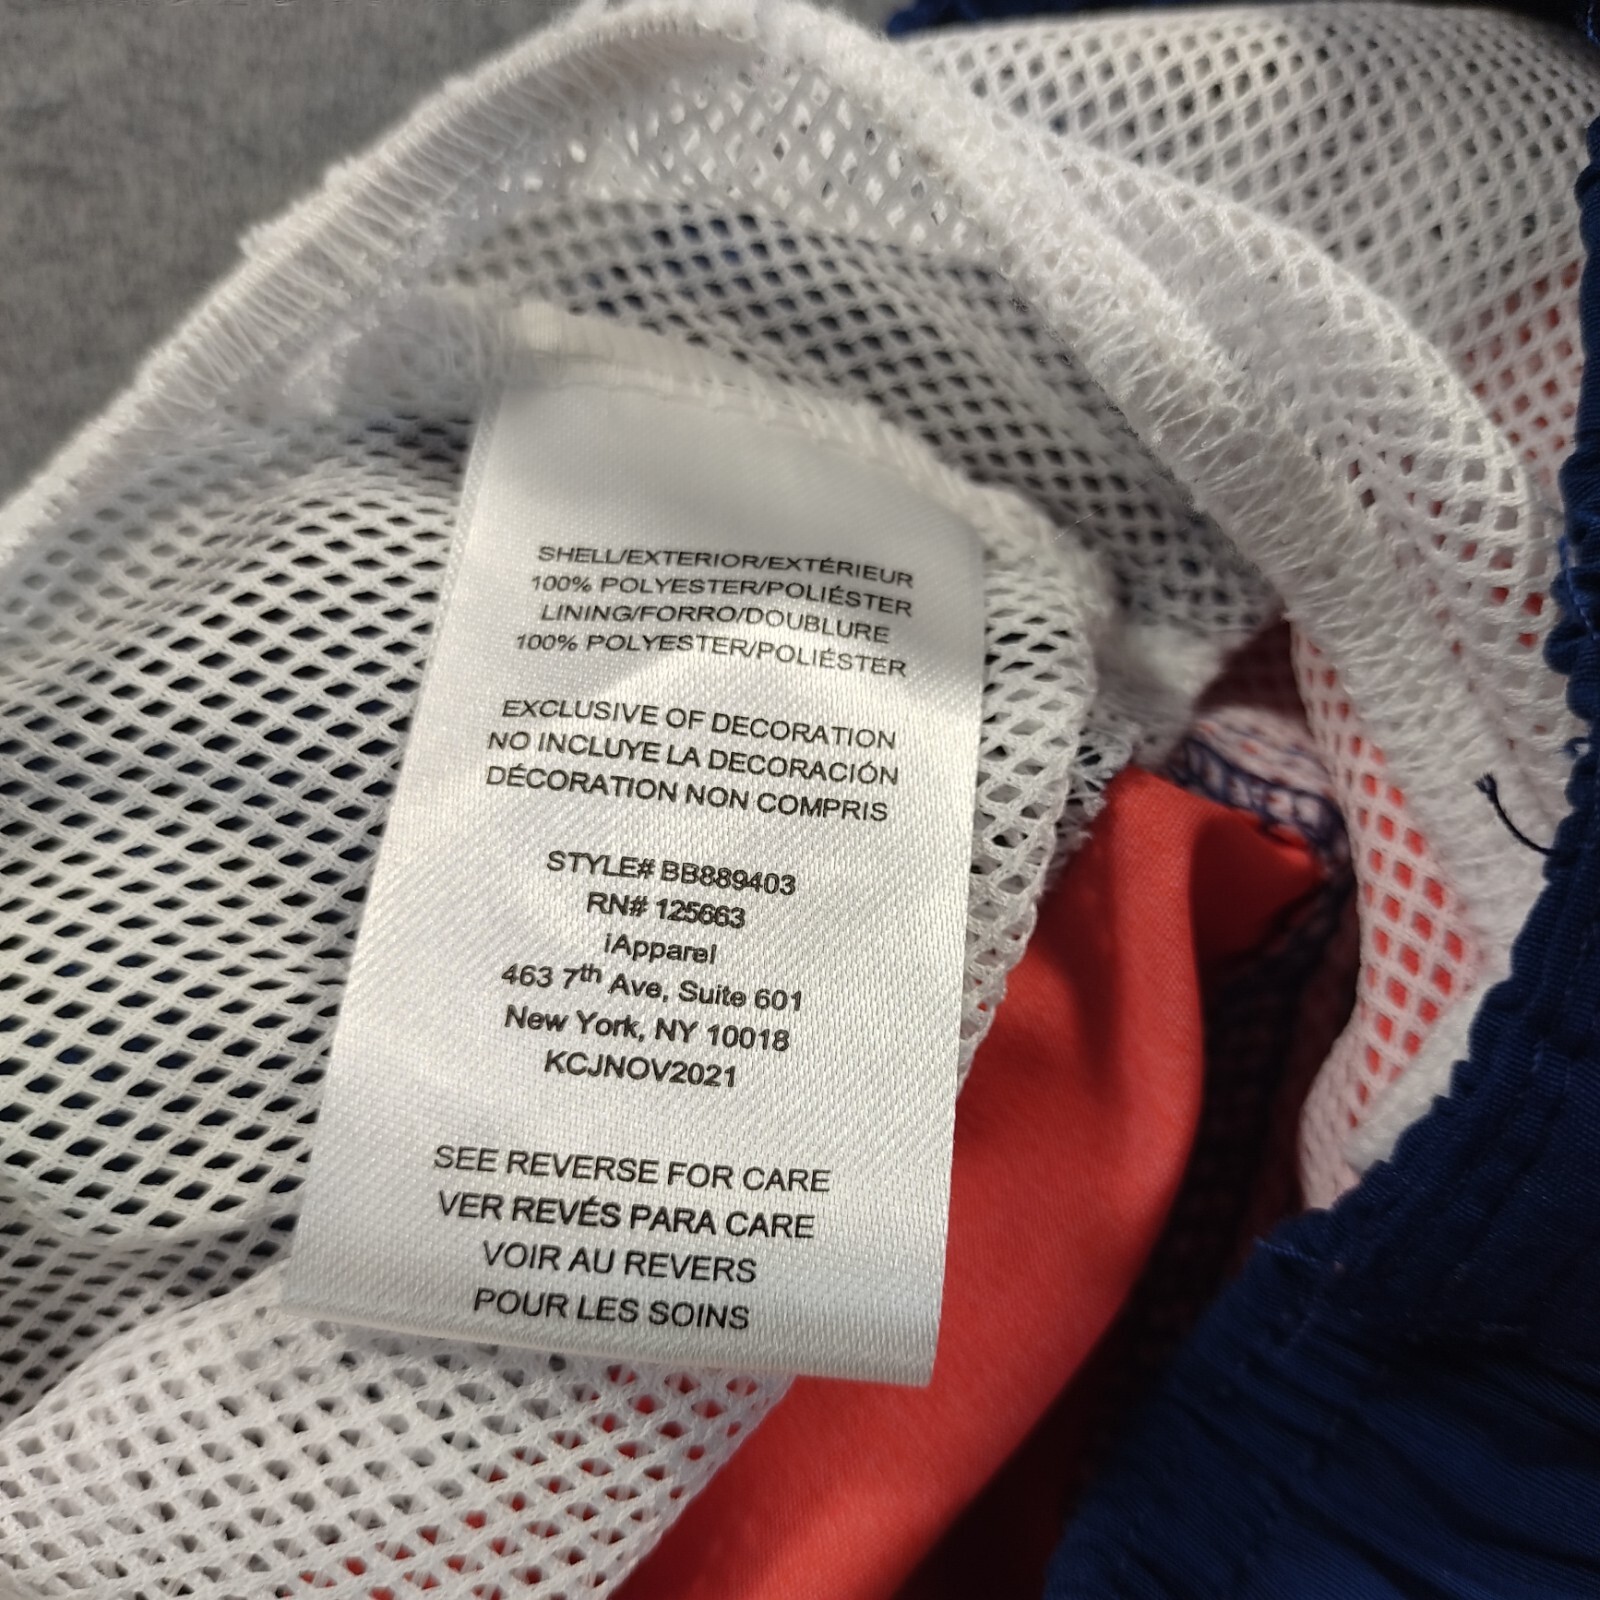 SHELL/EXTERIOR/EXTÉRIEUR
100% POLYESTER/POLIÉSTER
LINING/FORRO/DOUBLURE
100% POLYESTER/POLIÉSTER
EXCLUSIVE OF DECORATION
NO INCLUYE LA DECORACIÓN
DÉCORATION NON COMPRIS
STYLE# BB889403
RN# 125663
iApparel
463 7th Ave, Suite 601
New York, NY 10018
KCJNOV2021
SEE REVERSE FOR CARE
VER REVÉS PARA CARE
VOIR AU REVERS
POUR LES SOINS